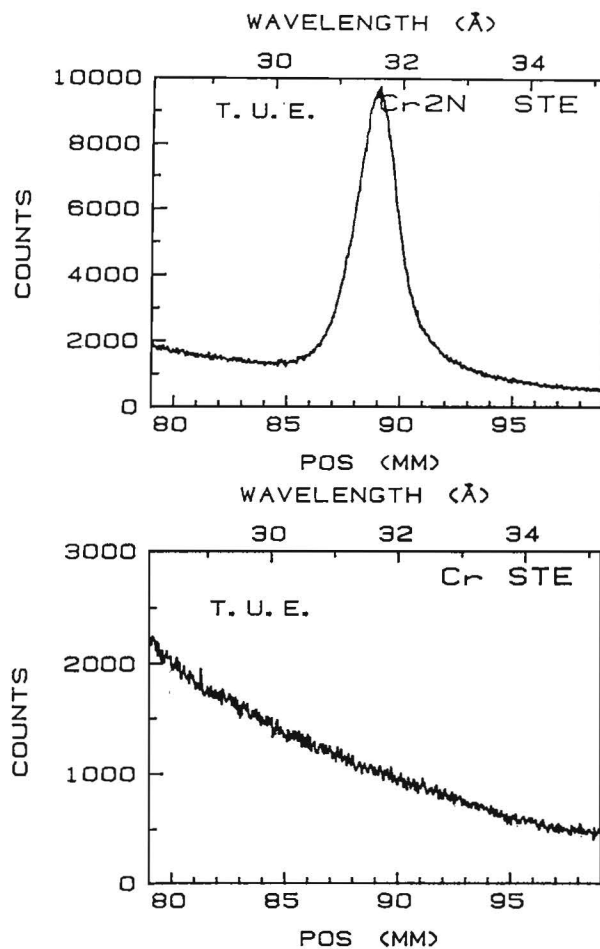 WAVELENGTH (Å)
30 32 34
10000
T. U. E. Cr2N STE
8000
6000
COUNTS
4000
2000
0
80 85 90 95
POS (MM)
WAVELENGTH (Å)
30 32 34
3000
Cr STE
T. U. E.
2000
COUNTS
1000
0
80 85 90 95
POS (MM)